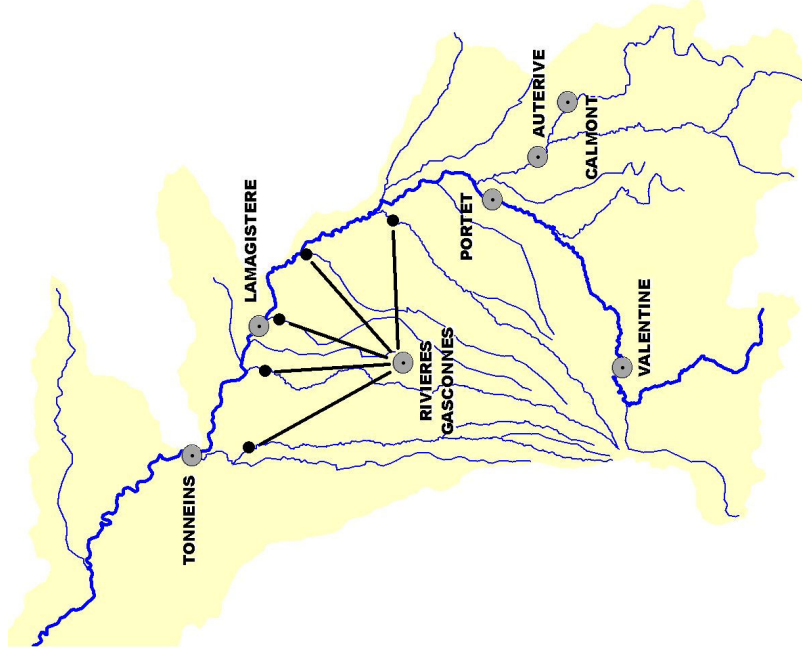 TONNEINS
LAMAGISTERE
RIVIERES
GASCONNES
PORTET
AUTERIVE
CALMONT
VALENTINE